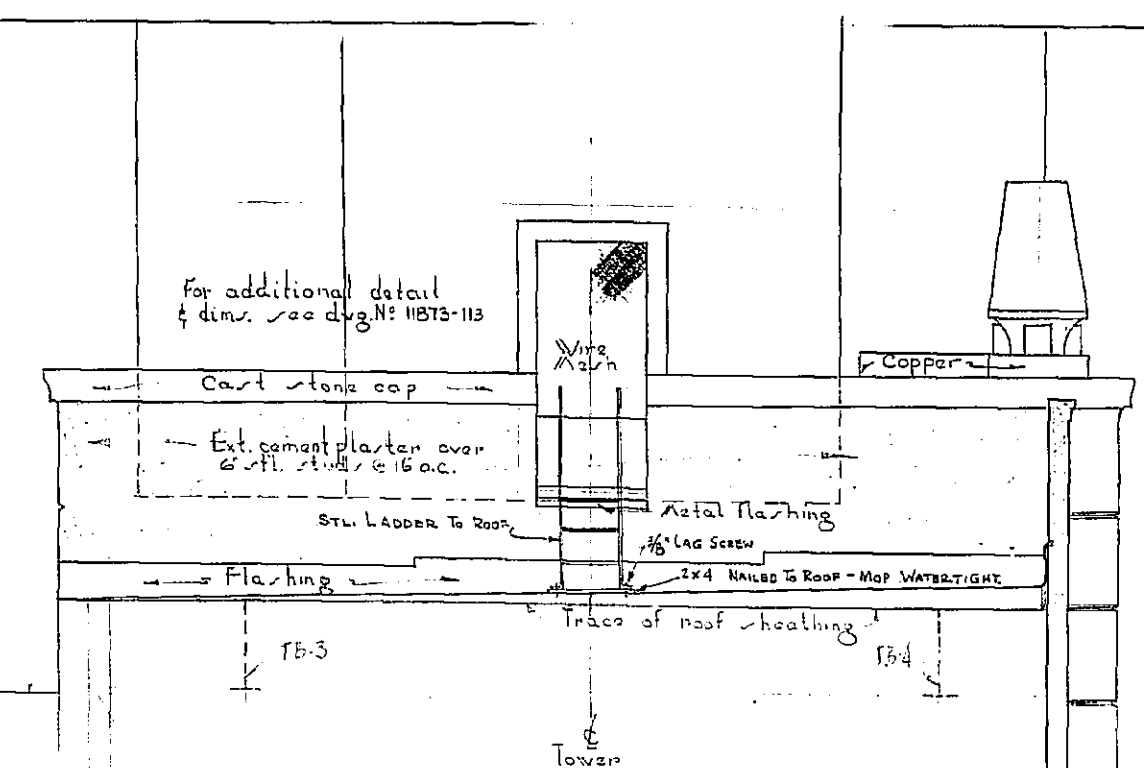 For additional detail
& dims. see dwg. Nº 11873-113
Wire
Mesh
Copper
Cast stone cap
Ext. cement plaster over
6" stl. studs @ 16 o.c.
Metal Flashing
STL. LADDER TO ROOF
3/8" LAG SCREW
Flashing
2x4 NAILED TO ROOF - MOP WATERTIGHT
Trace of roof sheathing
TB-3
TB-4
℄
Tower